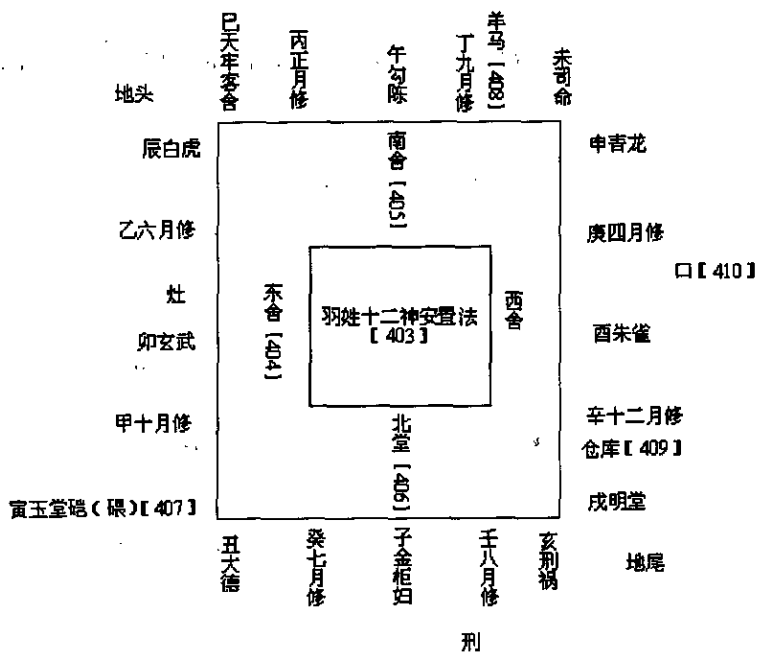 巳天牢客舍
丙正月修
午勾陈
丁九月修
羊马［408］
未司命
地头
辰白虎
乙六月修
灶
卯玄武
甲十月修
寅玉堂硙（碨）［407］
申青龙
庚四月修
口［410］
酉朱雀
辛十二月修
仓库［409］
戌明堂
南舍［405］
东舍［404］
羽姓十二神安置法
［403］
西舍
北堂［406］
丑大德
癸七月修
子金柜妇
壬八月修
亥刑祸
地尾
刑